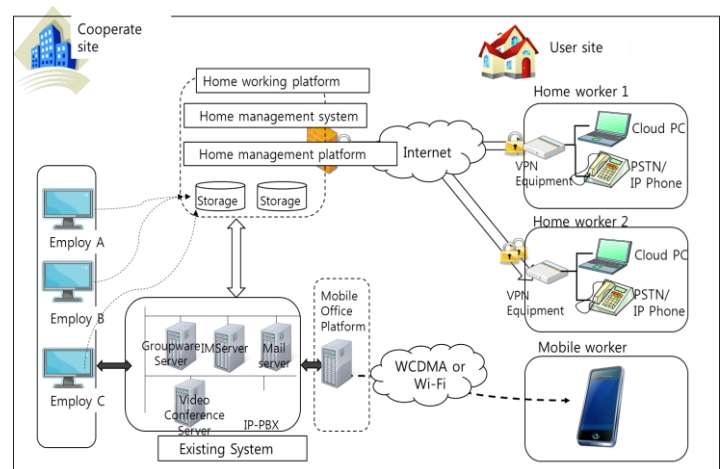 Cooperate
site
User site
Home working platform
Home management system
Home management platform
Storage
Storage
Internet
Home worker 1
Cloud PC
VPN
Equipment
PSTN/
IP Phone
Home worker 2
Cloud PC
VPN
Equipment
PSTN/
IP Phone
Employ A
Employ B
Employ C
Groupware
Server
IMServer
Mail
server
Video
Conference
Server
IP-PBX
Existing System
Mobile
Office
Platform
WCDMA or
Wi-Fi
Mobile worker